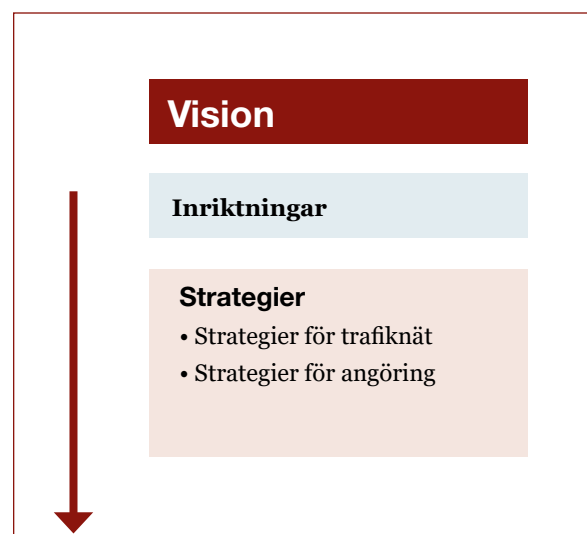 Vision
Inriktningar
Strategier
• Strategier för trafiknät
• Strategier för angöring